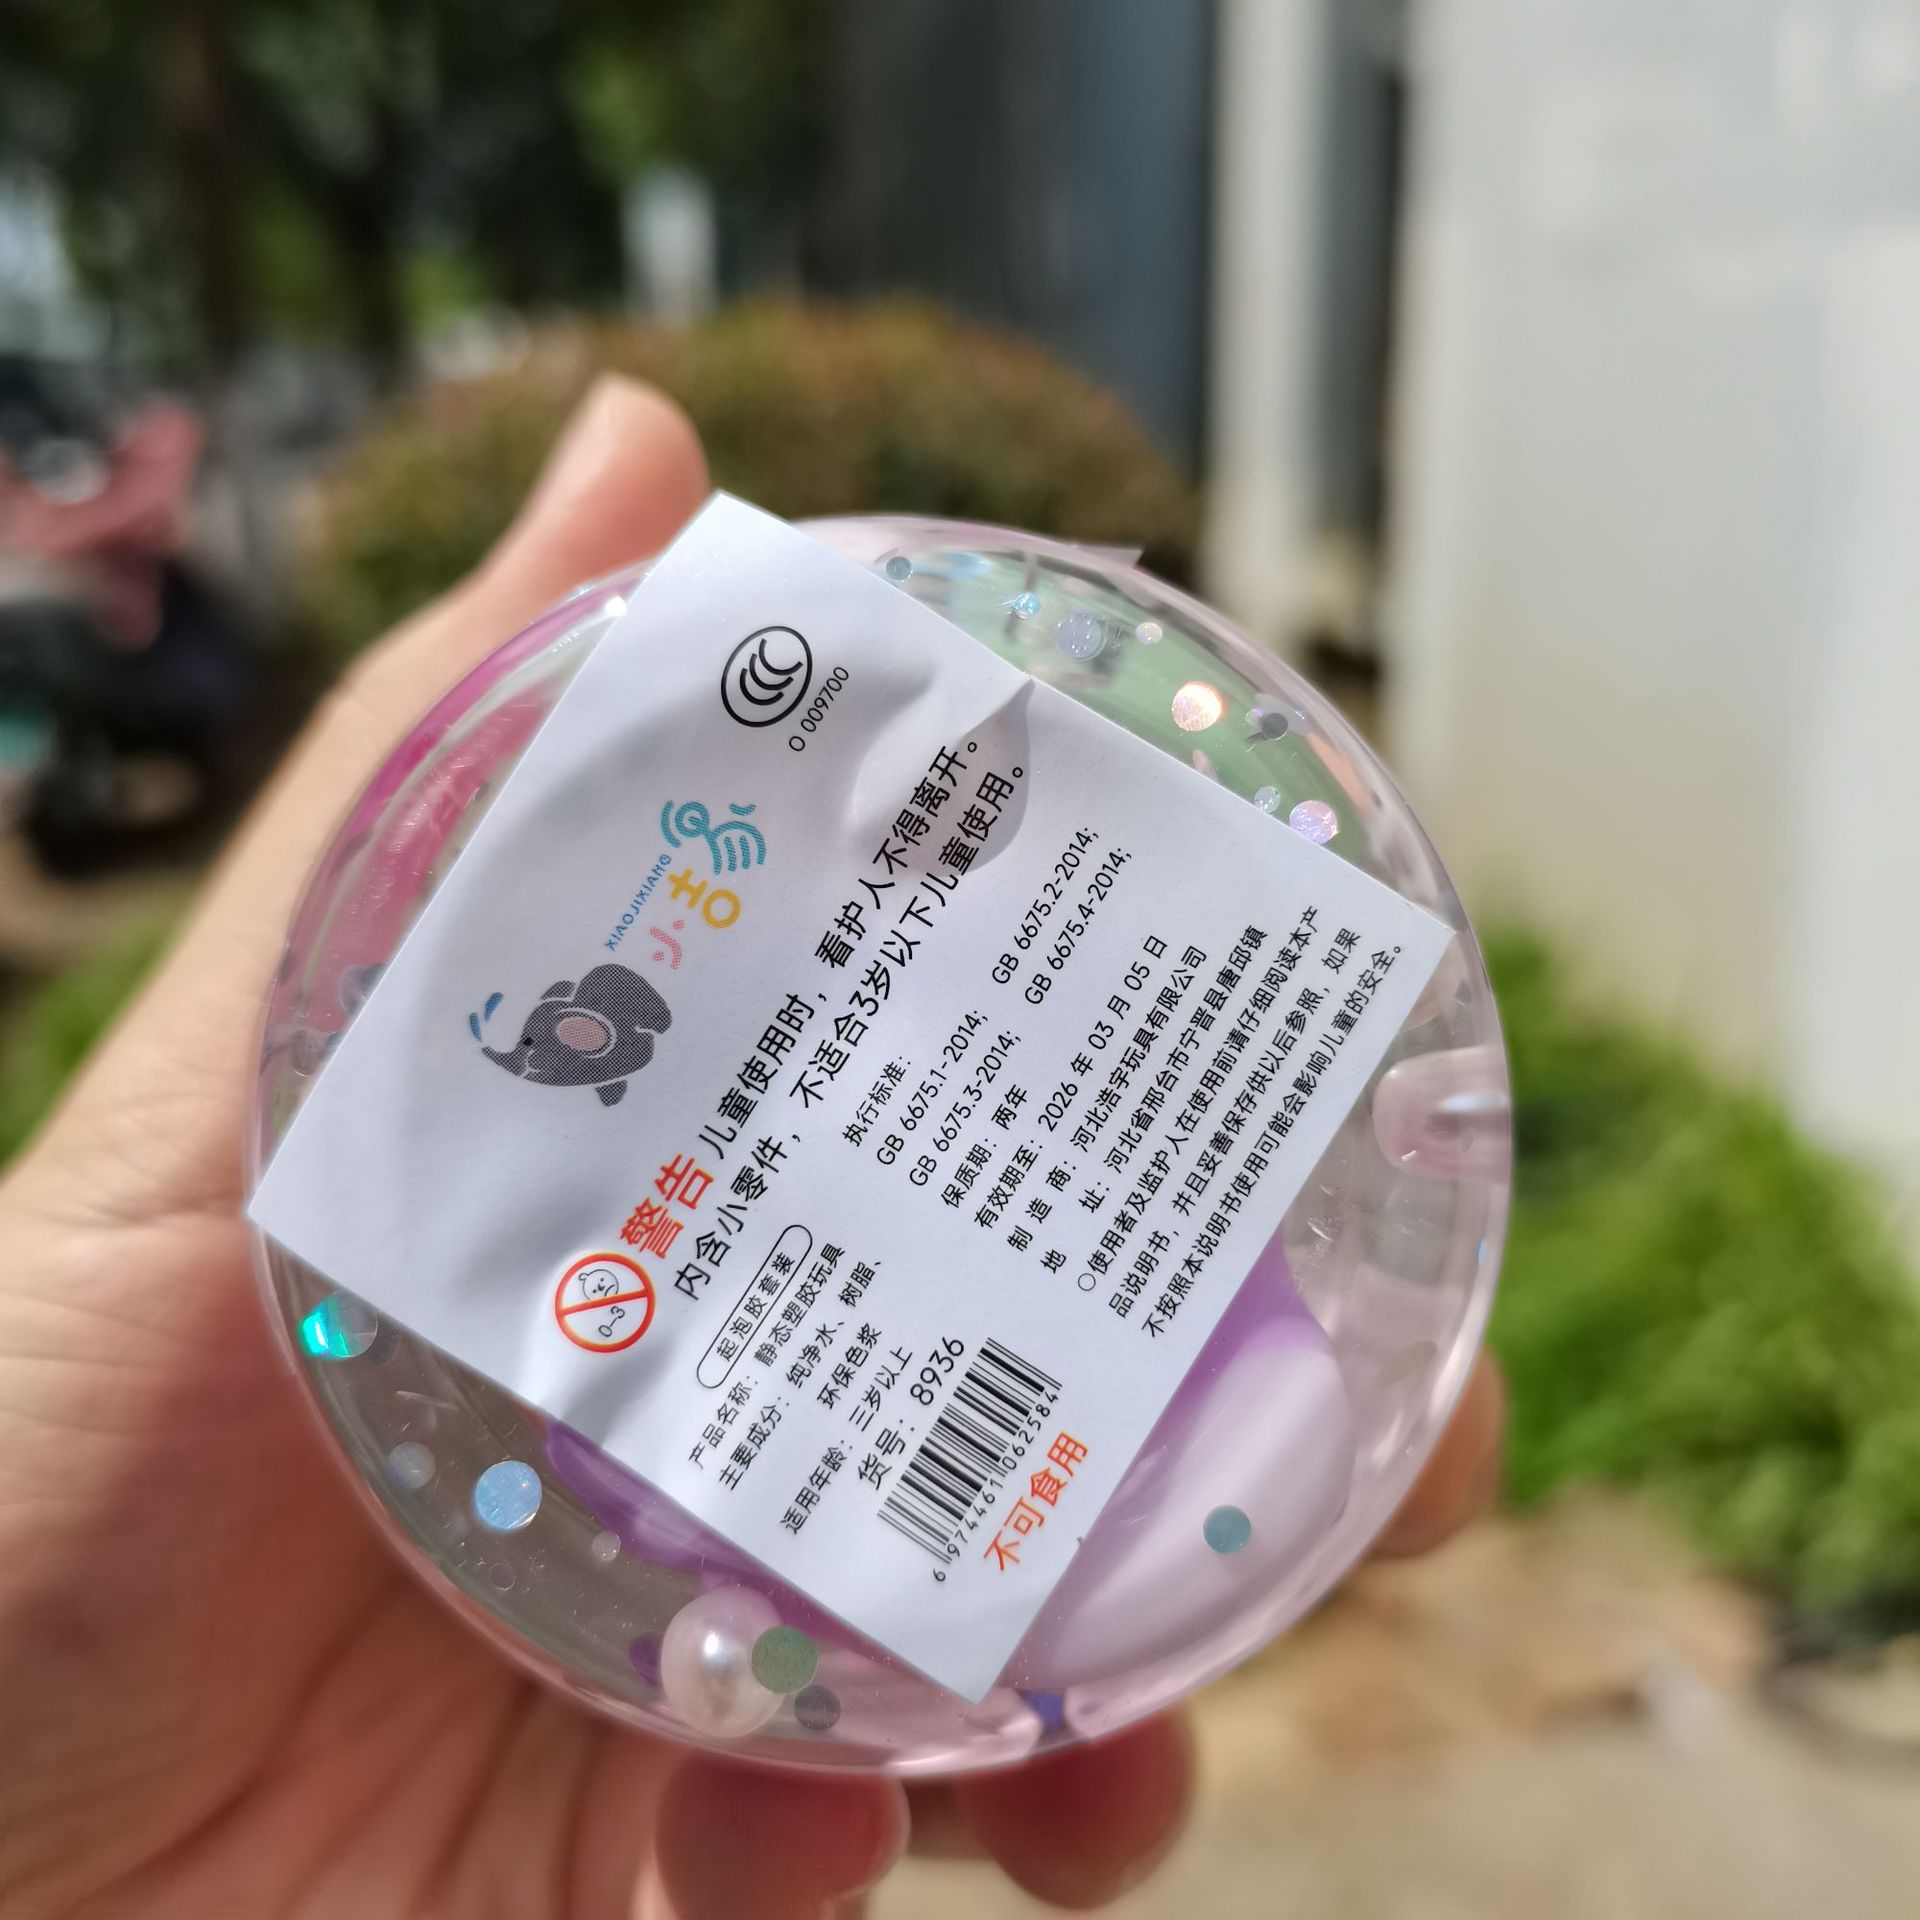 XIAOJIXIANG
小吉象
O 009700
0-3
警告 儿童使用时，看护人不得离开。
内含小零件，不适合3岁以下儿童使用。
起泡胶套装
产品名称：静态塑胶玩具
主要成分：纯净水、树脂、
环保色浆
适用年龄：三岁以上
货号：8936
6974461062584
不可食用
执行标准：
GB 6675.1-2014; GB 6675.2-2014;
GB 6675.3-2014; GB 6675.4-2014;
保质期：两年
有效期至：2026 年 03 月 05 日
制 造 商：河北浩宇玩具有限公司
地 址：河北省邢台市宁晋县唐邱镇
○使用者及监护人在使用前请仔细阅读本产
品说明书，并且妥善保存供以后参照，如果
不按照本说明书使用可能会影响儿童的安全。